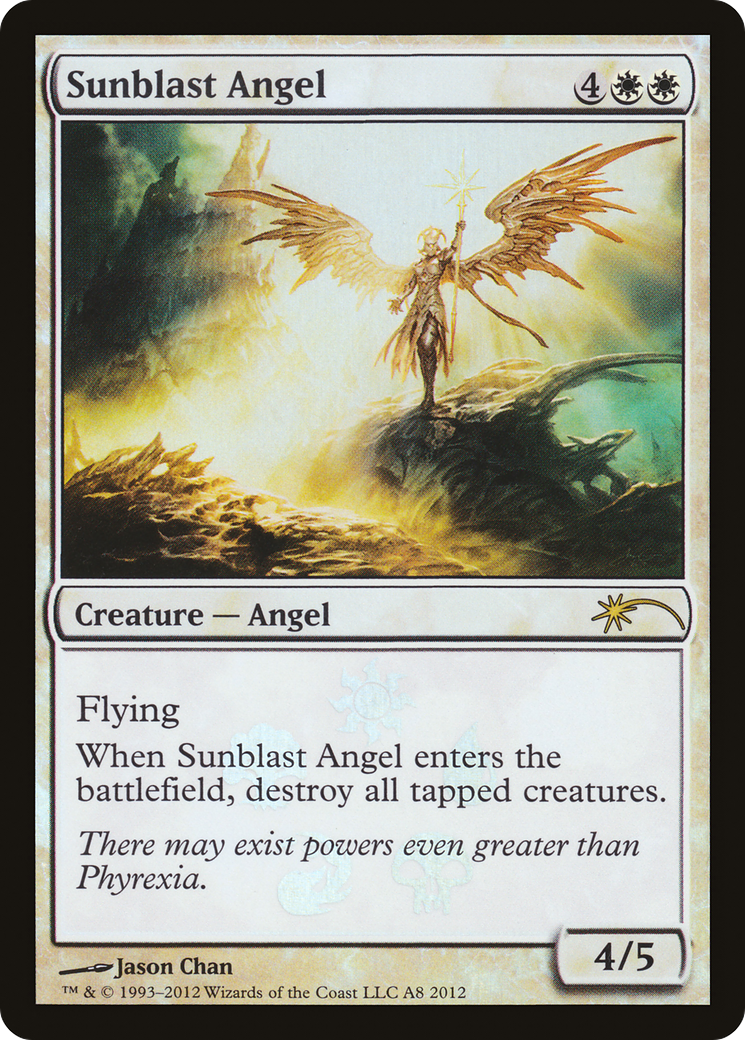 Sunblast Angel 4
Creature — Angel
Flying
When Sunblast Angel enters the
battlefield, destroy all tapped creatures.
There may exist powers even greater than
Phyrexia.
4/5
Jason Chan
™ & © 1993–2012 Wizards of the Coast LLC A8 2012